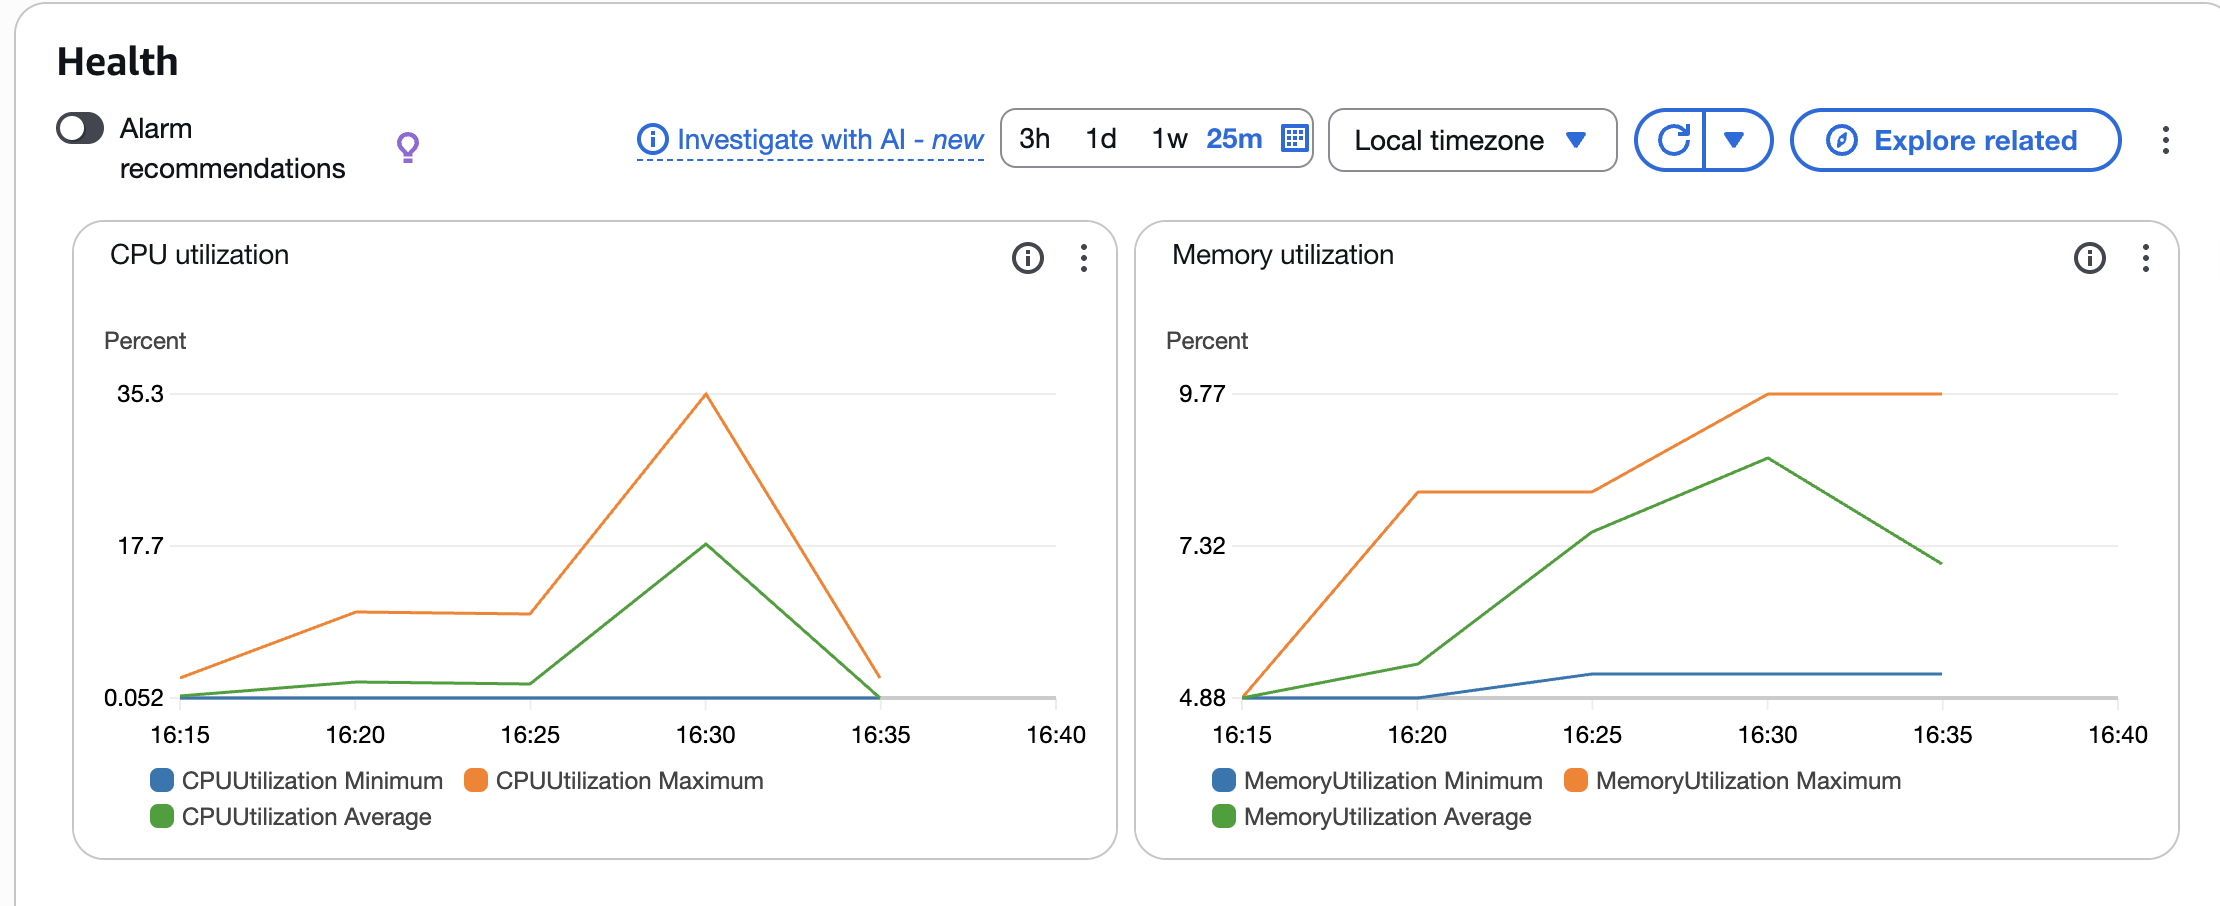 Health
Alarm
recommendations
Investigate with AI - new
3h 1d 1w 25m
Local timezone
Explore related
CPU utilization
Percent
35.3
17.7
0.052
16:15 16:20 16:25 16:30 16:35 16:40
CPUUtilization Minimum CPUUtilization Maximum
CPUUtilization Average
Memory utilization
Percent
9.77
7.32
4.88
16:15 16:20 16:25 16:30 16:35 16:40
MemoryUtilization Minimum MemoryUtilization Maximum
MemoryUtilization Average